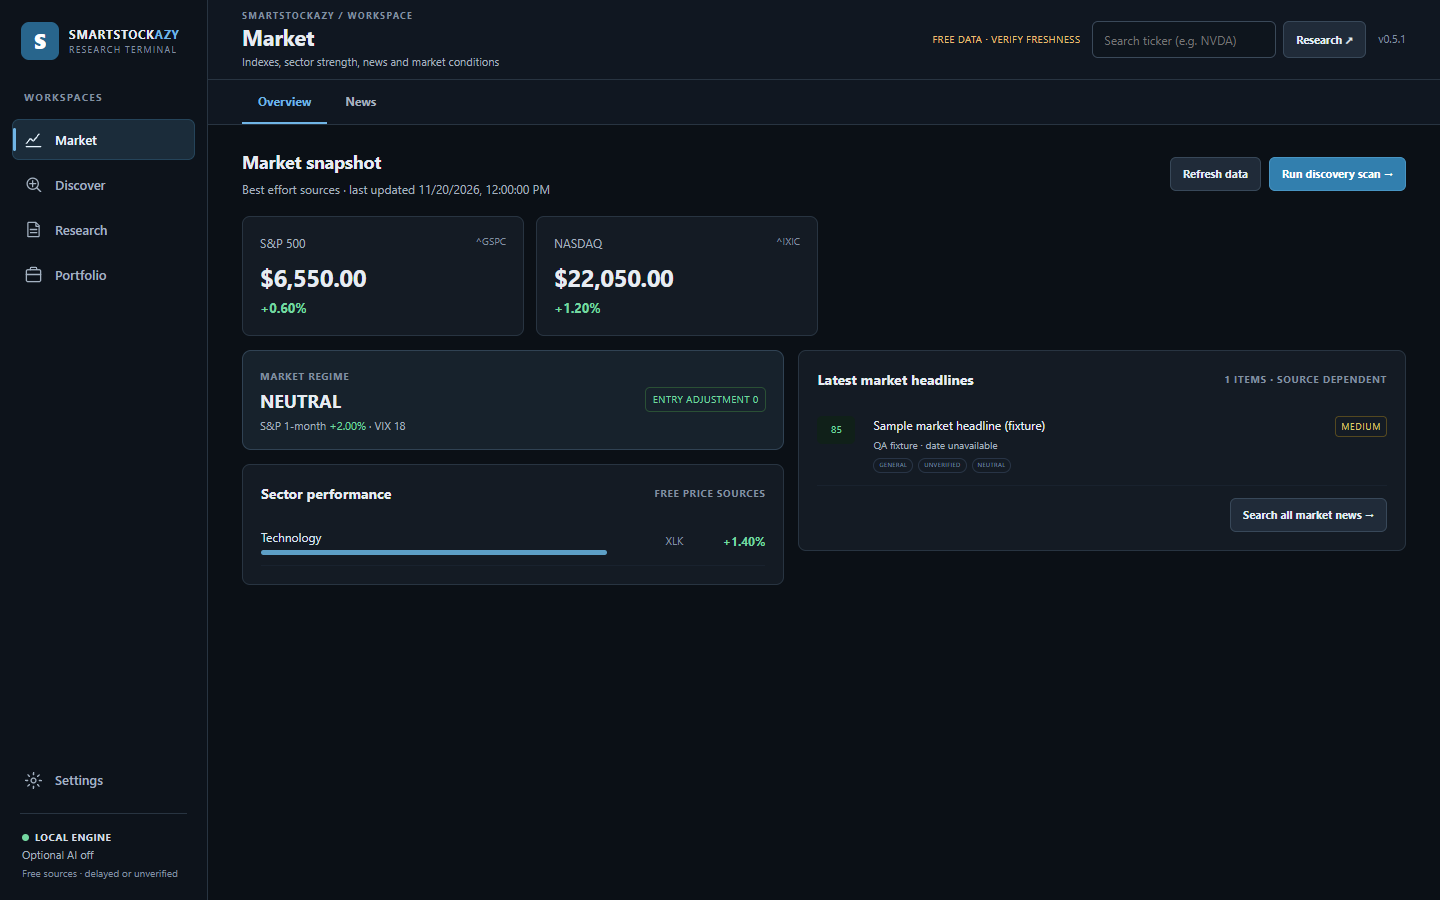 S
SMARTSTOCKAZY
RESEARCH TERMINAL
WORKSPACES
Market
Discover
Research
Portfolio
Settings
LOCAL ENGINE
Optional AI off
Free sources · delayed or unverified
SMARTSTOCKAZY / WORKSPACE
Market
Indexes, sector strength, news and market conditions
FREE DATA · VERIFY FRESHNESS
Search ticker (e.g. NVDA)
Research ↗
v0.5.1
Overview
News
Market snapshot
Best effort sources · last updated 11/20/2026, 12:00:00 PM
Refresh data
Run discovery scan →
S&P 500
^GSPC
$6,550.00
+0.60%
NASDAQ
^IXIC
$22,050.00
+1.20%
MARKET REGIME
NEUTRAL
S&P 1-month +2.00% · VIX 18
ENTRY ADJUSTMENT 0
Sector performance
FREE PRICE SOURCES
Technology
XLK
+1.40%
Latest market headlines
1 ITEMS · SOURCE DEPENDENT
85
Sample market headline (fixture)
MEDIUM
QA fixture · date unavailable
GENERAL
UNVERIFIED
NEUTRAL
Search all market news →